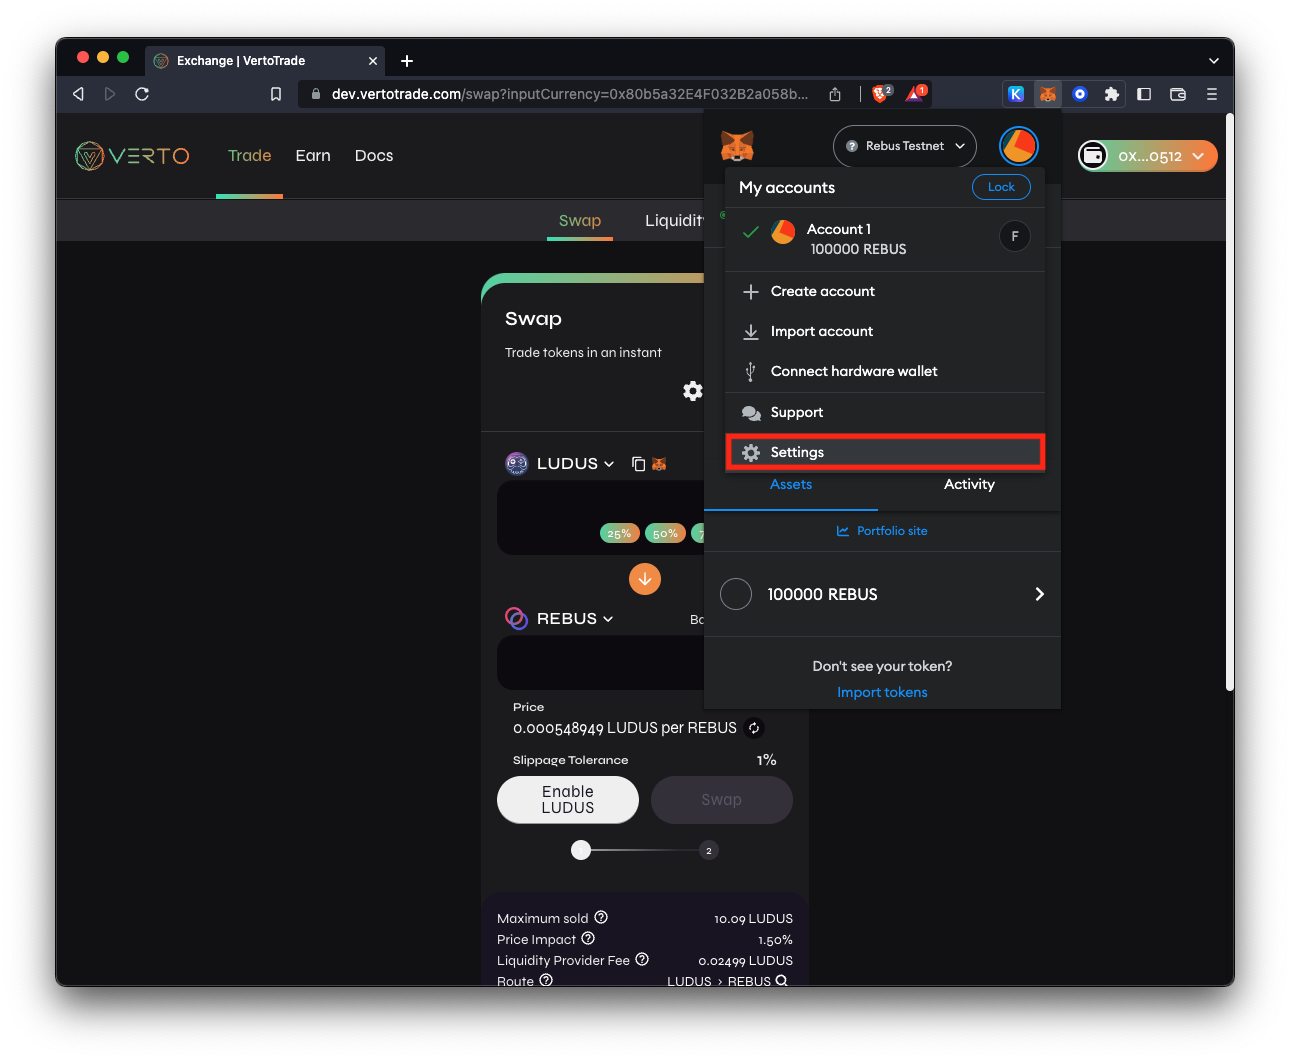 Exchange | VertoTrade
dev.vertotrade.com/swap?inputCurrency=0x80b5a32E4F032B2a058b...
2
1
K
VERTO
Trade
Earn
Docs
Rebus Testnet
0x...0512
My accounts
Lock
Swap
Account 1
100000 REBUS
F
Create account
Swap
Import account
Trade tokens in an instant
Connect hardware wallet
Support
Settings
LUDUS
Assets
Activity
25%
50%
Portfolio site
100000 REBUS
REBUS
Don't see your token?
Import tokens
Price
0.000548949 LUDUS per REBUS
Slippage Tolerance
1%
Enable
LUDUS
Swap
2
Maximum sold
10.09 LUDUS
Price Impact
1.50%
Liquidity Provider Fee
0.02499 LUDUS
Route
LUDUS > REBUS